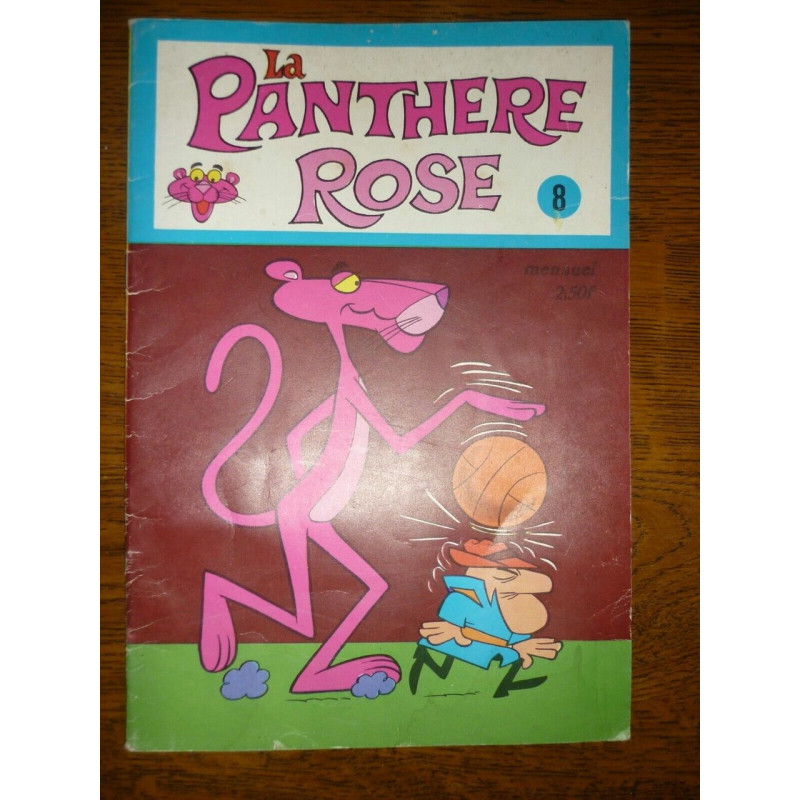 La
PANTHERE
ROSE
8
mensuel
2.50f